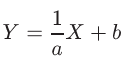 Y = \frac{1}{a}X + b